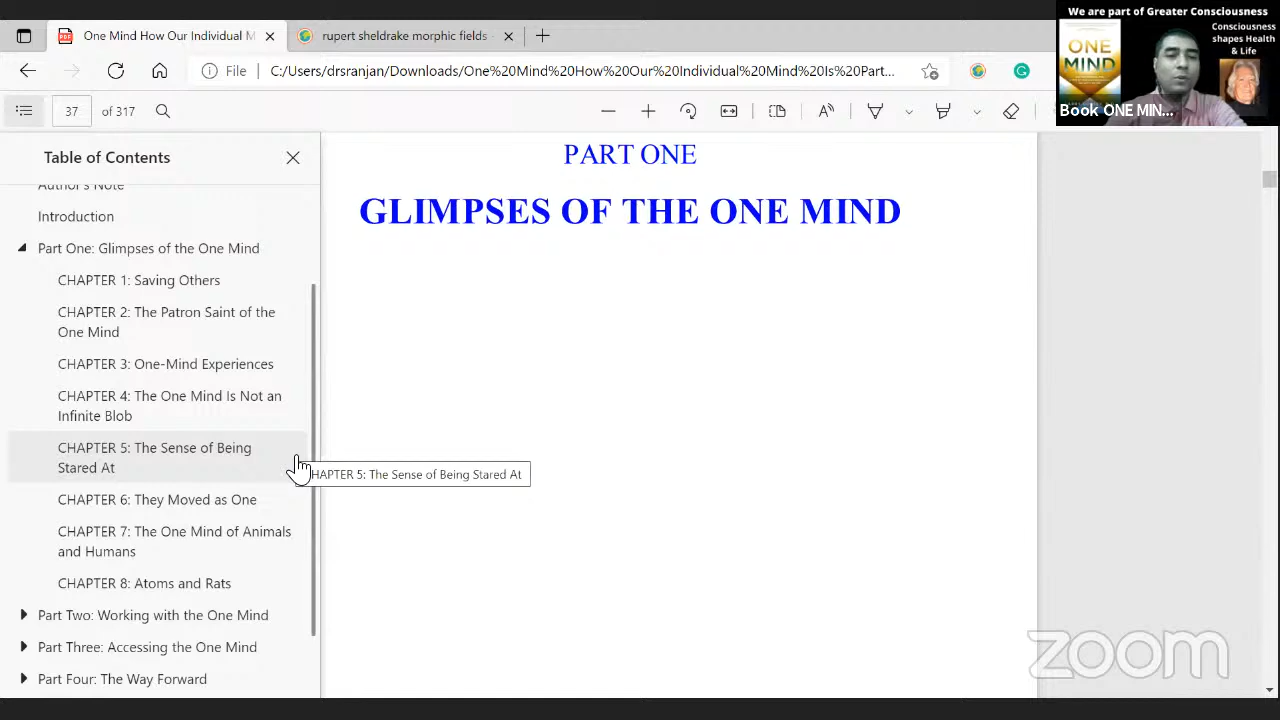 We are part of Greater Consciousness
Consciousness
shapes Health
& Life
ONE
MIND
Book ONE MIN...
One Mind How Our Individual M
rupert sheldrake morphic fields -
File
C:/Users/drsranjan/Downloads/One%20Mind%20How%20Our%20Individual%20Mind%20Is%20Part...
37 of 317
Table of Contents
Author's Note
Introduction
Part One: Glimpses of the One Mind
CHAPTER 1: Saving Others
CHAPTER 2: The Patron Saint of the
One Mind
CHAPTER 3: One-Mind Experiences
CHAPTER 4: The One Mind Is Not an
Infinite Blob
CHAPTER 5: The Sense of Being
Stared At
HAPTER 5: The Sense of Being Stared At
CHAPTER 6: They Moved as One
CHAPTER 7: The One Mind of Animals
and Humans
CHAPTER 8: Atoms and Rats
Part Two: Working with the One Mind
Part Three: Accessing the One Mind
Part Four: The Way Forward
PART ONE
GLIMPSES OF THE ONE MIND
zoom